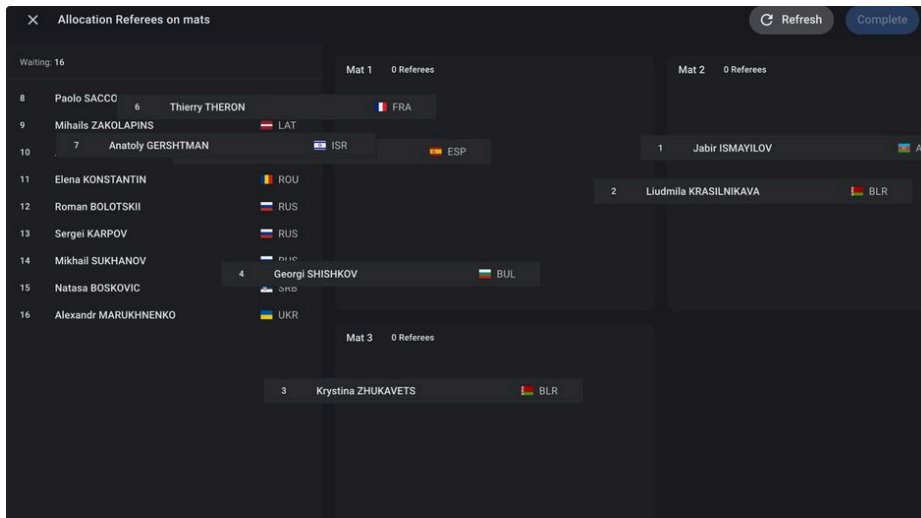 Allocation Referees on mats
Refresh
Complete
Waiting: 16
Mat 1 0 Referees
Mat 2 0 Referees
8 Paolo SACCO
6 Thierry THERON FRA
9 Mihails ZAKOLAPINS LAT
7 Anatoly GERSHTMAN ISR
10
ESP
1 Jabir ISMAYILOV
11 Elena KONSTANTIN ROU
2 Liudmila KRASILNIKAVA BLR
12 Roman BOLOTSKII RUS
13 Sergei KARPOV RUS
14 Mikhail SUKHANOV RUS
4 Georgi SHISHKOV BUL
15 Natasa BOSKOVIC SRB
16 Alexandr MARUKHNENKO UKR
Mat 3 0 Referees
3 Krystina ZHUKAVETS BLR